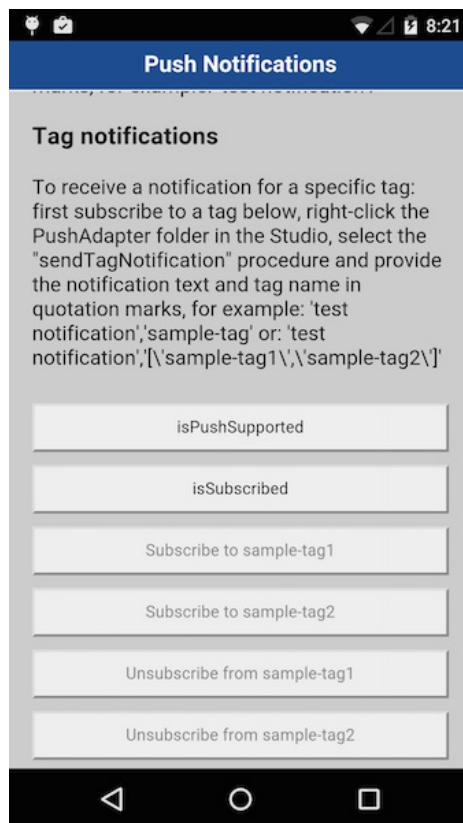 8:21
Push Notifications
Tag notifications
To receive a notification for a specific tag:
first subscribe to a tag below, right-click the
PushAdapter folder in the Studio, select the
"sendTagNotification" procedure and provide
the notification text and tag name in
quotation marks, for example: 'test
notification','sample-tag' or: 'test
notification','[\'sample-tag1\',\'sample-tag2\']'
isPushSupported
isSubscribed
Subscribe to sample-tag1
Subscribe to sample-tag2
Unsubscribe from sample-tag1
Unsubscribe from sample-tag2